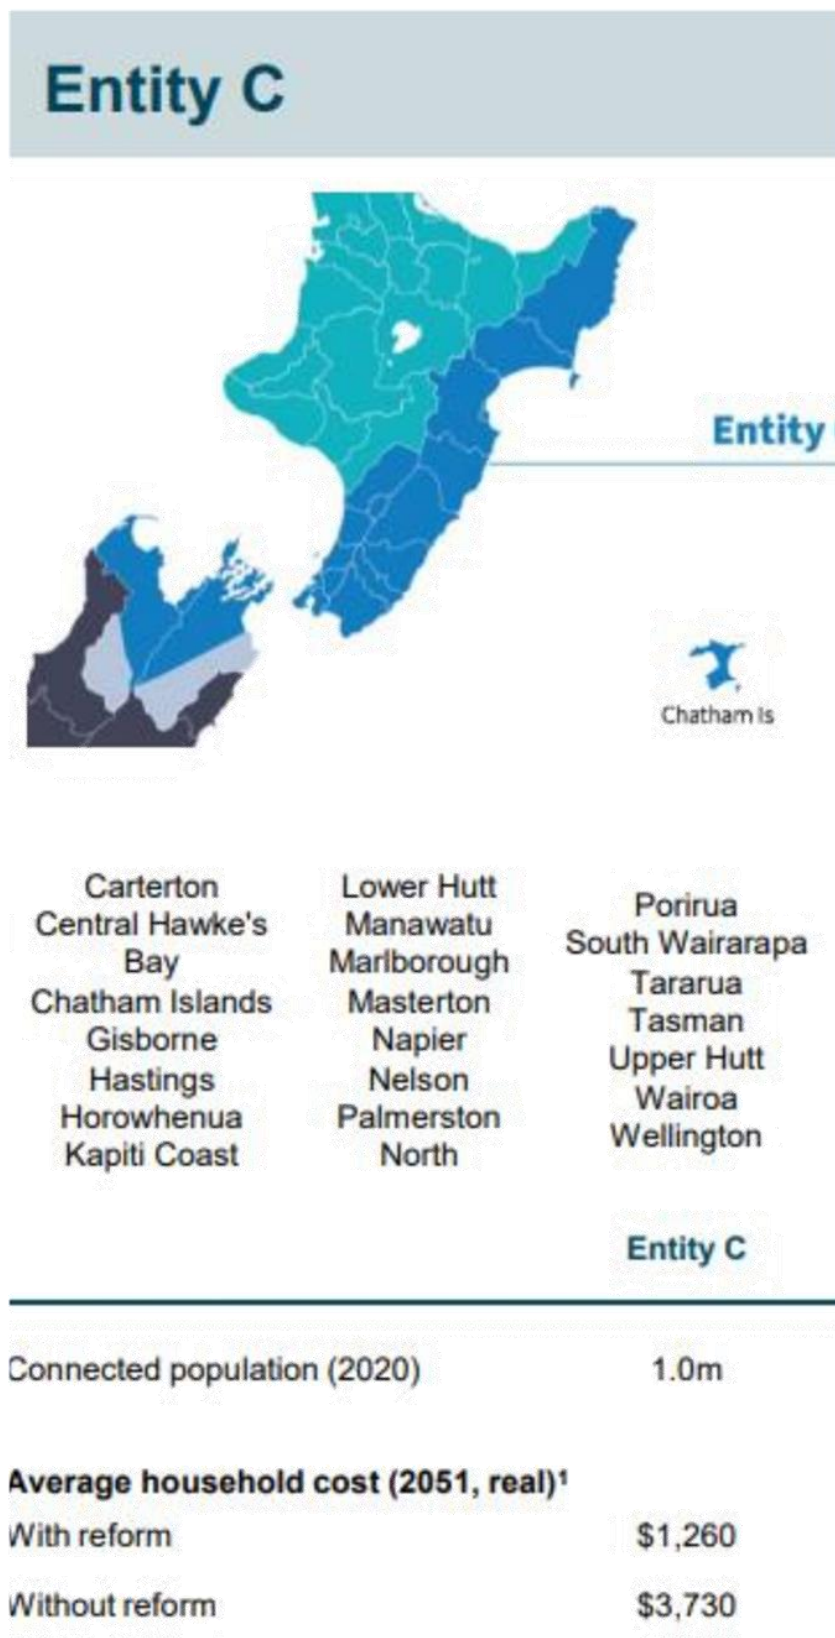 Entity C
Entity
Chatham Is
Carterton
Central Hawke's
Bay
Chatham Islands
Gisborne
Hastings
Horowhenua
Kapiti Coast
Lower Hutt
Manawatu
Marlborough
Masterton
Napier
Nelson
Palmerston
North
Porirua
South Wairarapa
Tararua
Tasman
Upper Hutt
Wairoa
Wellington
Entity C
Connected population (2020) 1.0m
Average household cost (2051, real)¹
With reform $1,260
Without reform $3,730